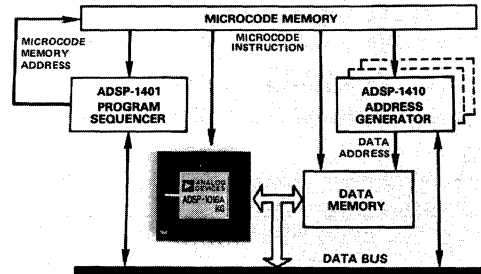 MICROCODE MEMORY
MICROCODE
MEMORY
ADDRESS
MICROCODE
INSTRUCTION
ADSP-1401
PROGRAM
SEQUENCER
ADSP-1410
ADDRESS
GENERATOR
DATA
ADDRESS
ANALOG
DEVICES
ADSP-1016A
KG
DATA
MEMORY
DATA BUS